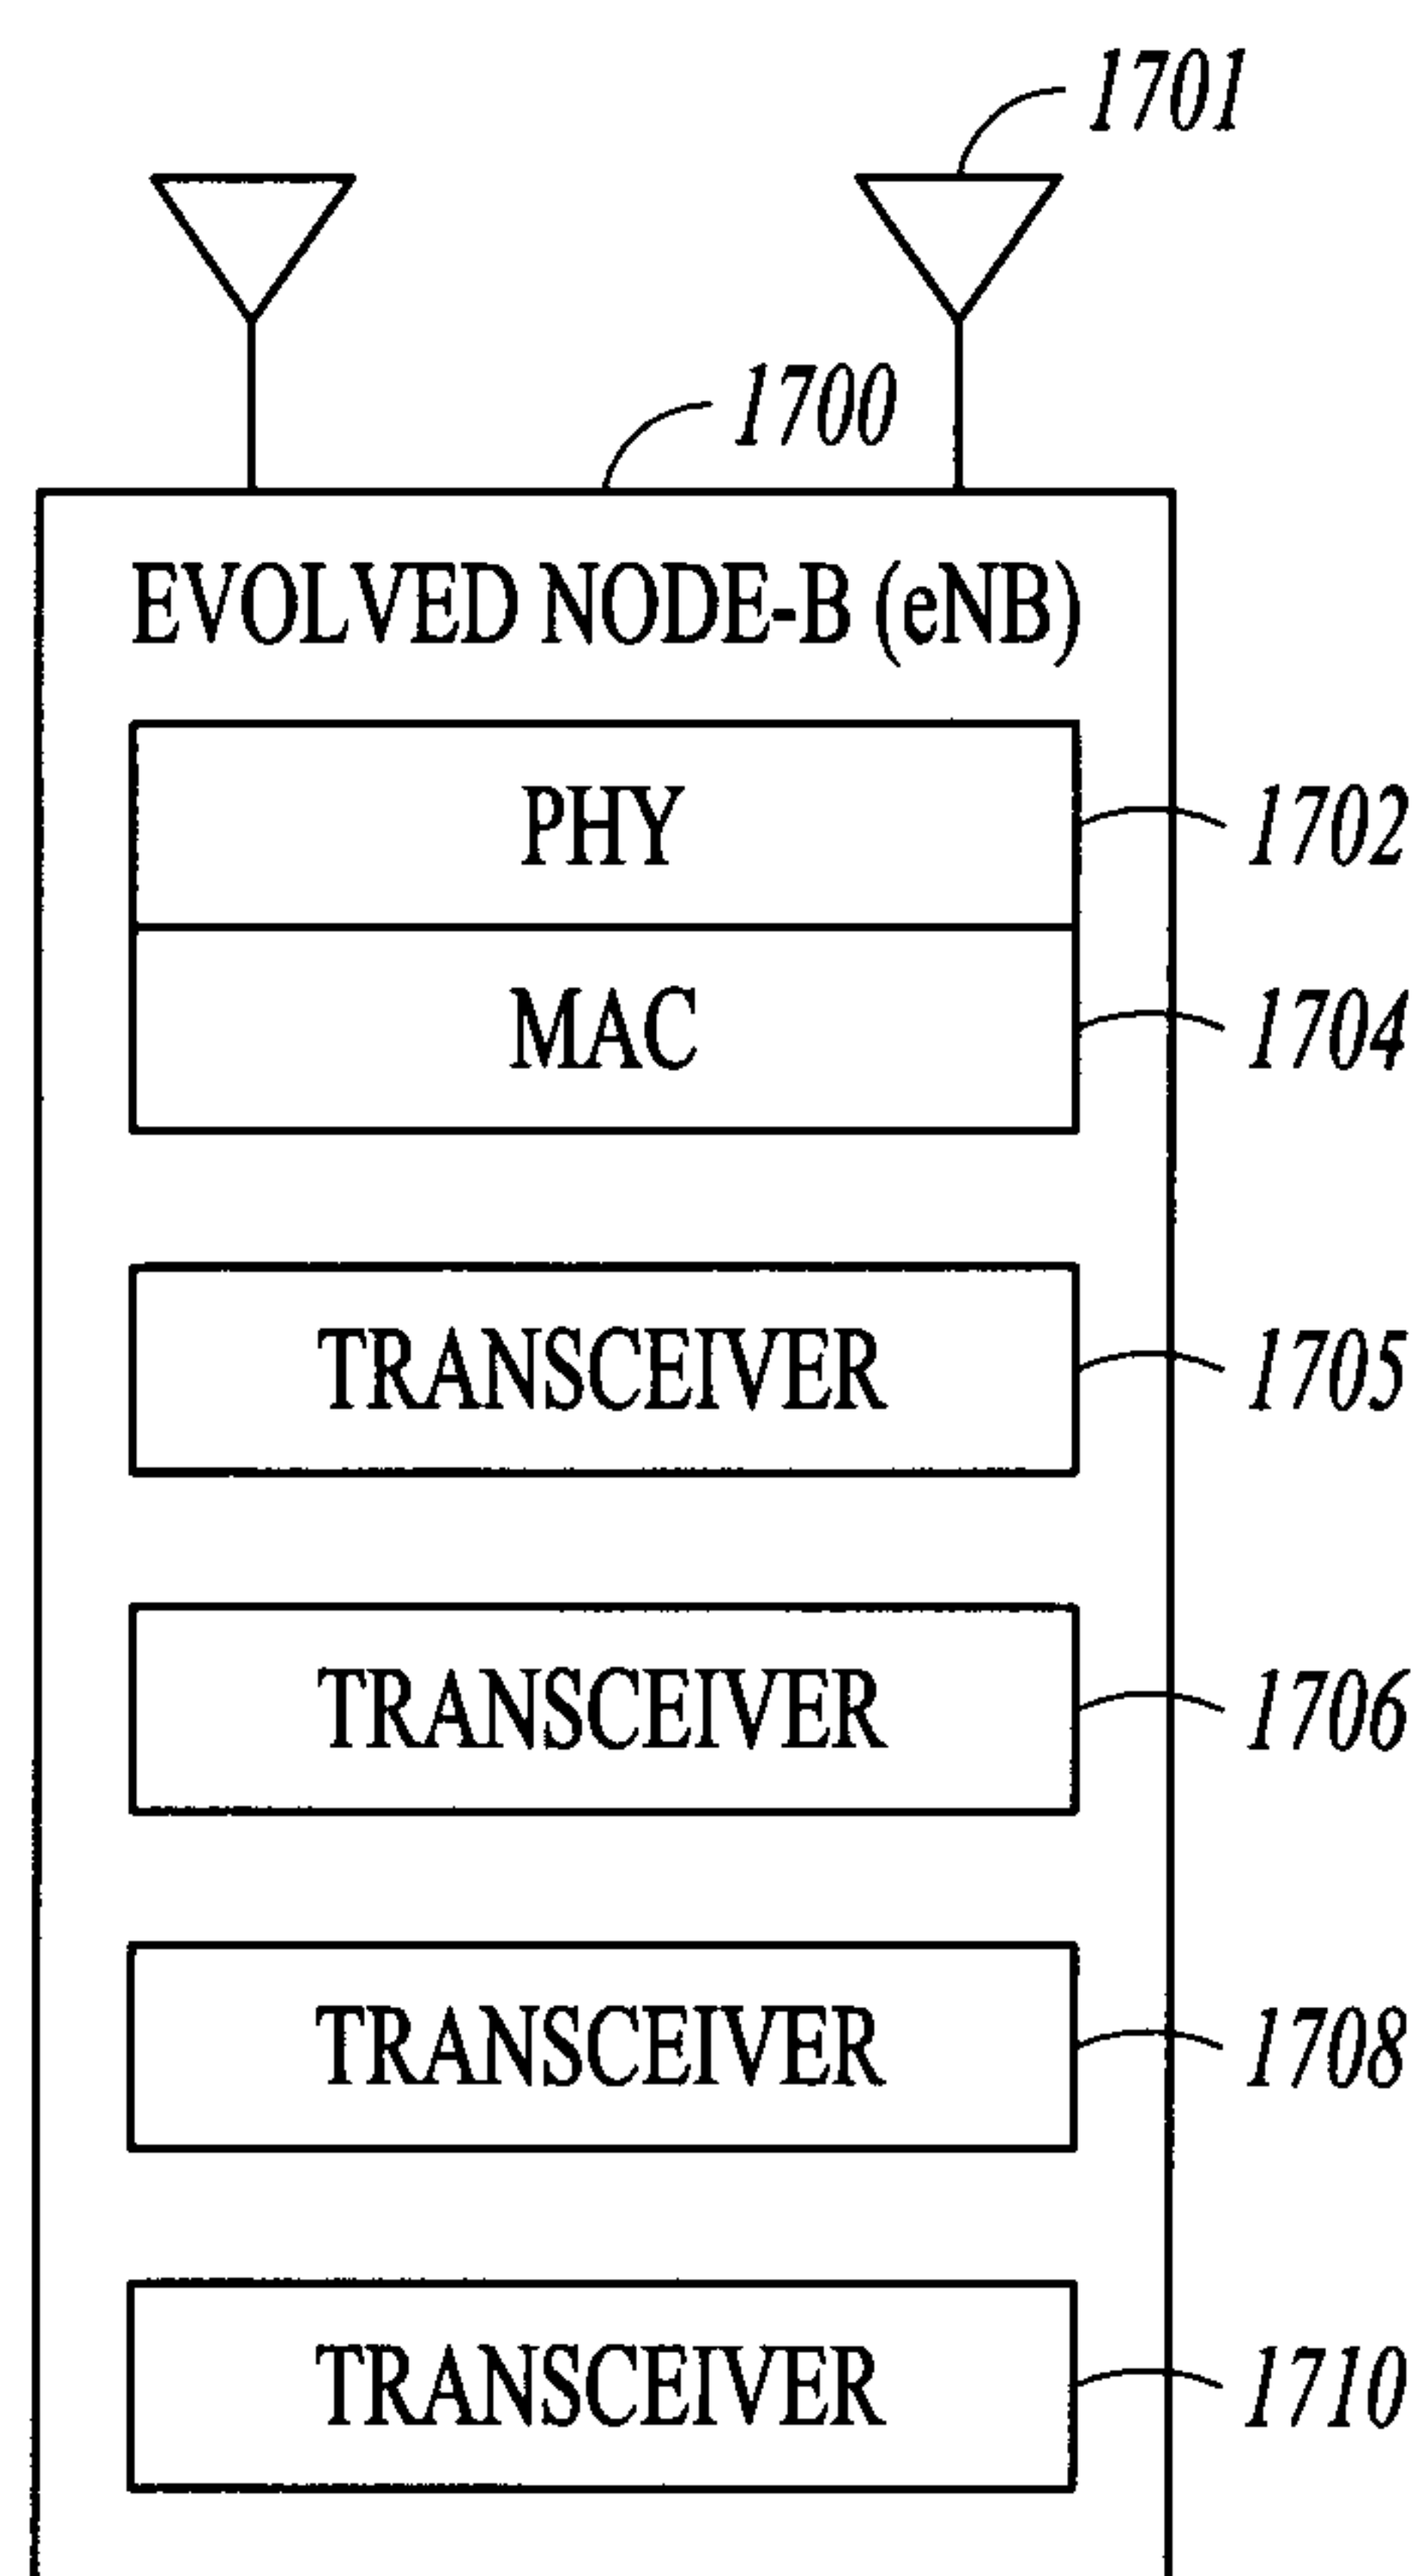 1701
1700
EVOLVED NODE-B (eNB)
PHY
1702
MAC
1704
TRANSCEIVER
1705
TRANSCEIVER
1706
TRANSCEIVER
1708
TRANSCEIVER
1710